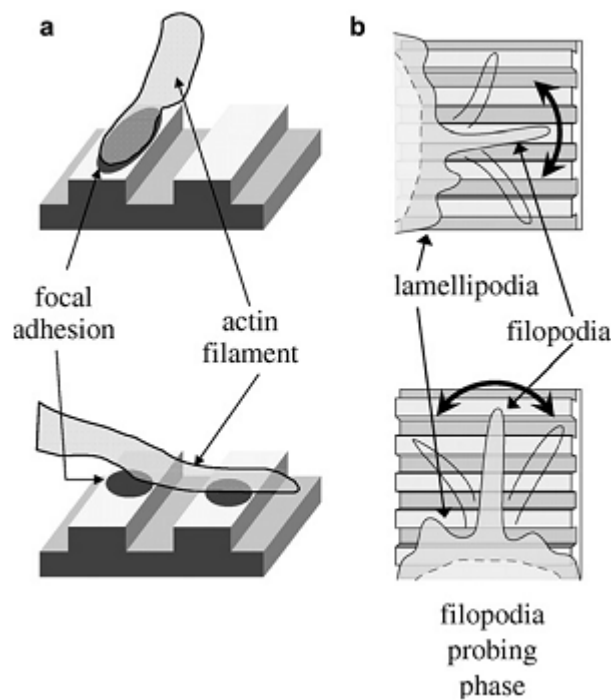 a
b
focal
adhesion
actin
filament
lamellipodia
filopodia
filopodia
probing
phase